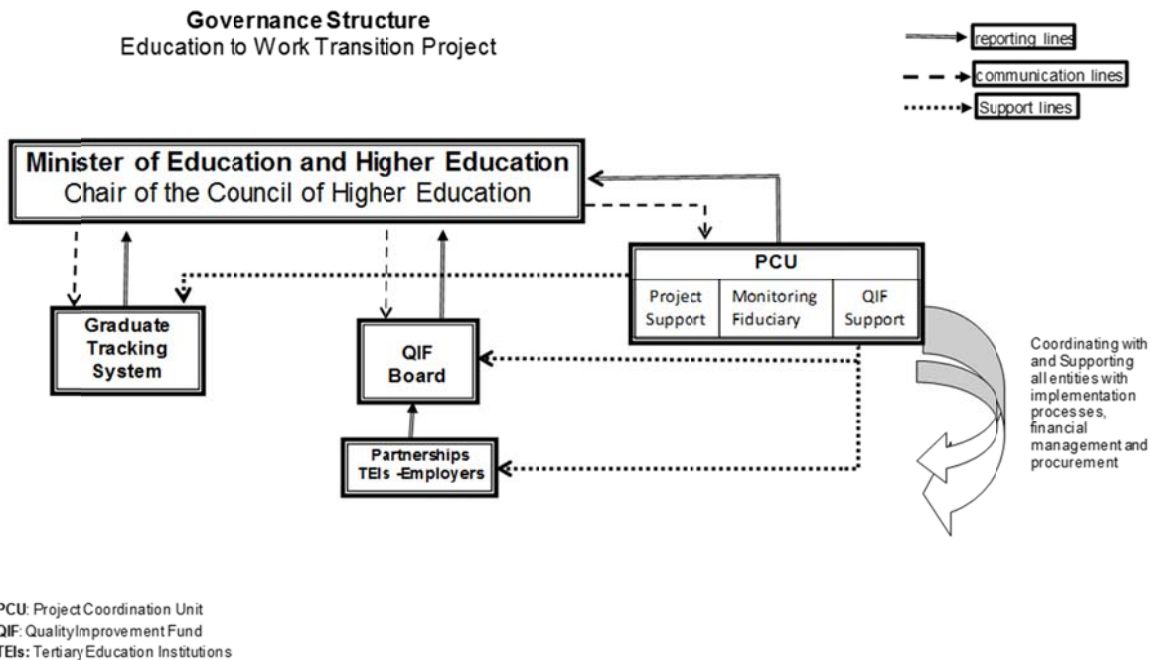 Governance Structure
Education to Work Transition Project
reporting lines
communication lines
Support lines
Minister of Education and Higher Education
Chair of the Council of Higher Education
PCU
Project
Support
Monitoring
Fiduciary
QIF
Support
Graduate
Tracking
System
QIF
Board
Partnerships
TEIs -Employers
Coordinating with
and Supporting
all entities with
implementation
processes,
financial
management and
procurement
PCU: Project Coordination Unit
QIF: Quality Improvement Fund
TEIs: Tertiary Education Institutions